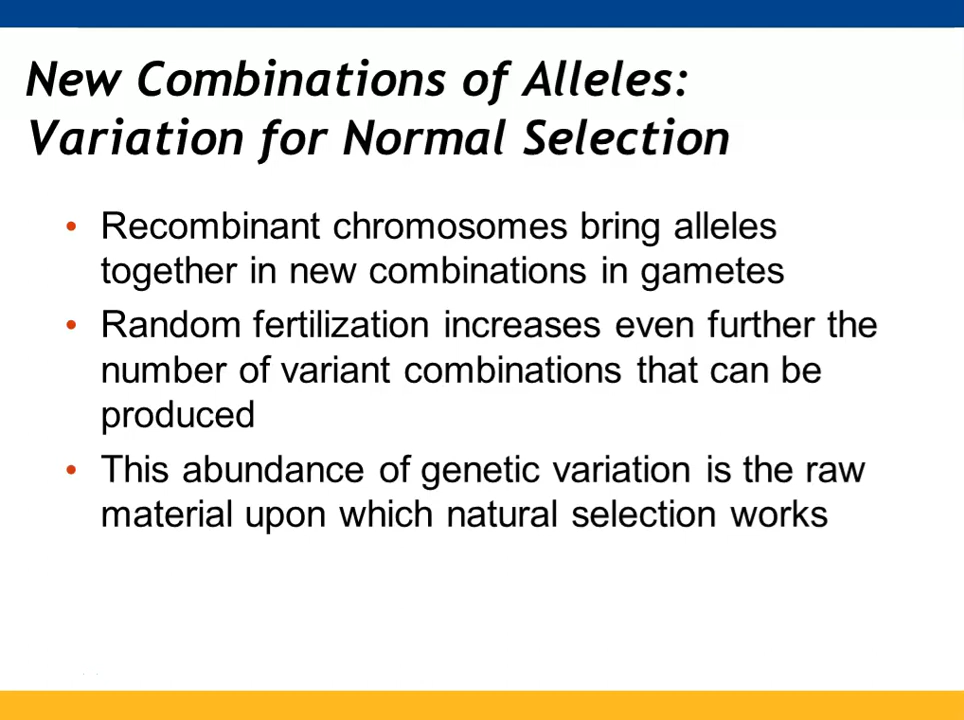 New Combinations of Alleles:
Variation for Normal Selection
• Recombinant chromosomes bring alleles
together in new combinations in gametes
• Random fertilization increases even further the
number of variant combinations that can be
produced
• This abundance of genetic variation is the raw
material upon which natural selection works